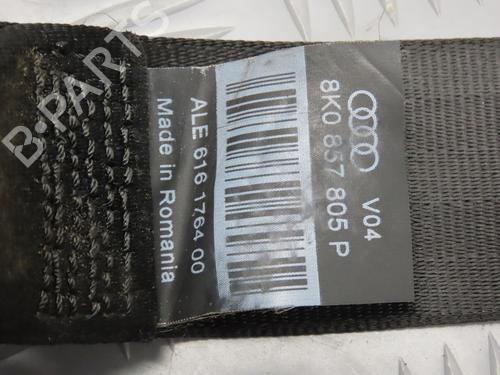 V04
8K0 857 805 P
ALE 616 1764 00
Made in Romania
B-PARTS